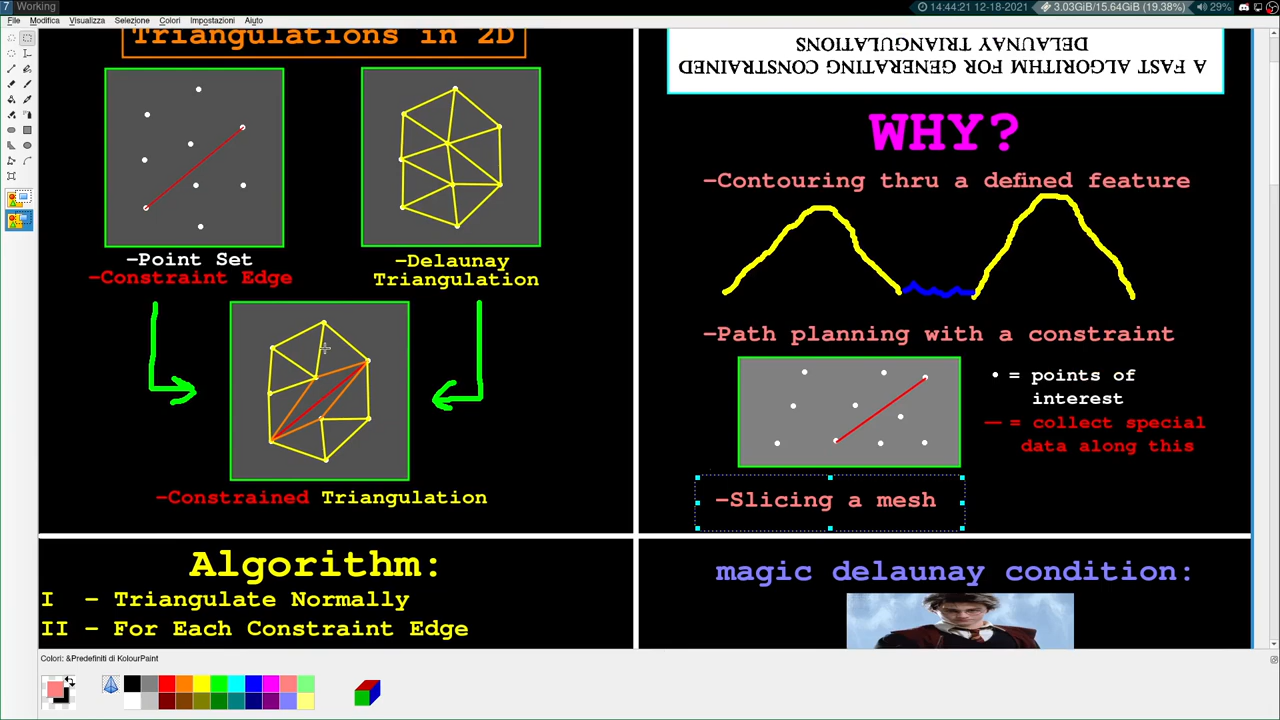 7 Working
14:44:21 12-18-2021 3.03GiB/15.64GiB (19.38%) 29%
File Modifica Visualizza Selezione Colori Impostazioni Aiuto
Triangulations in 2D
—Point Set
—Constraint Edge
—Delaunay
Triangulation
—Constrained Triangulation
A FAST ALGORITHM FOR GENERATING CONSTRAINED
DELAUNAY TRIANGULATIONS
WHY?
—Contouring thru a defined feature
—Path planning with a constraint
• = points of
interest
— = collect special
data along this
—Slicing a mesh
Algorithm:
I – Triangulate Normally
II – For Each Constraint Edge
magic delaunay condition:
Colori: &Predefiniti di KolourPaint